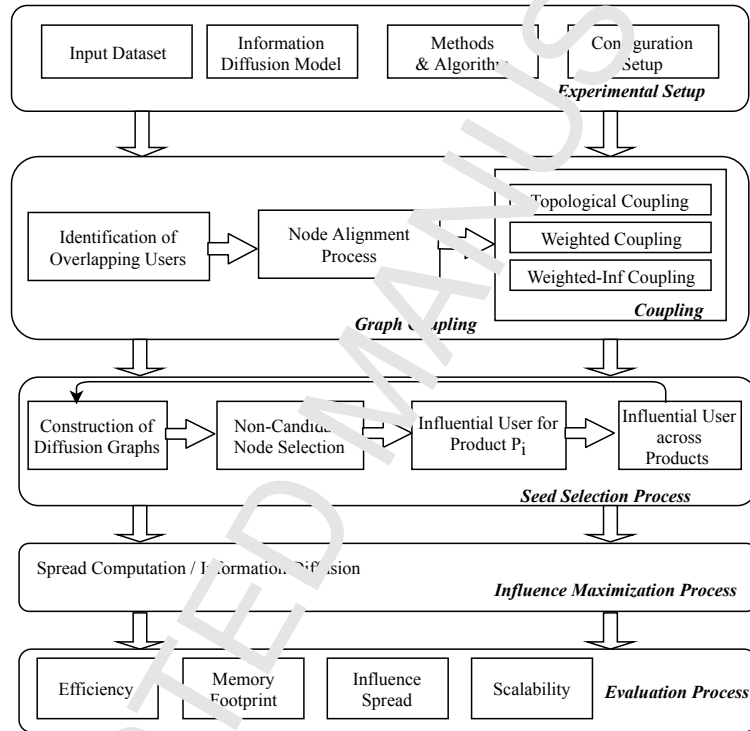 Input Dataset
Information
Diffusion Model
Methods
& Algorithm
Configuration
Setup
Experimental Setup
Identification of
Overlapping Users
Node Alignment
Process
Topological Coupling
Weighted Coupling
Weighted-Inf Coupling
Coupling
Graph Coupling
Construction of
Diffusion Graphs
Non-Candidate
Node Selection
Influential User for
Product Pi
Influential User
across
Products
Seed Selection Process
Spread Computation / Information Diffusion
Influence Maximization Process
Efficiency
Memory
Footprint
Influence
Spread
Scalability
Evaluation Process
PTED MANUS